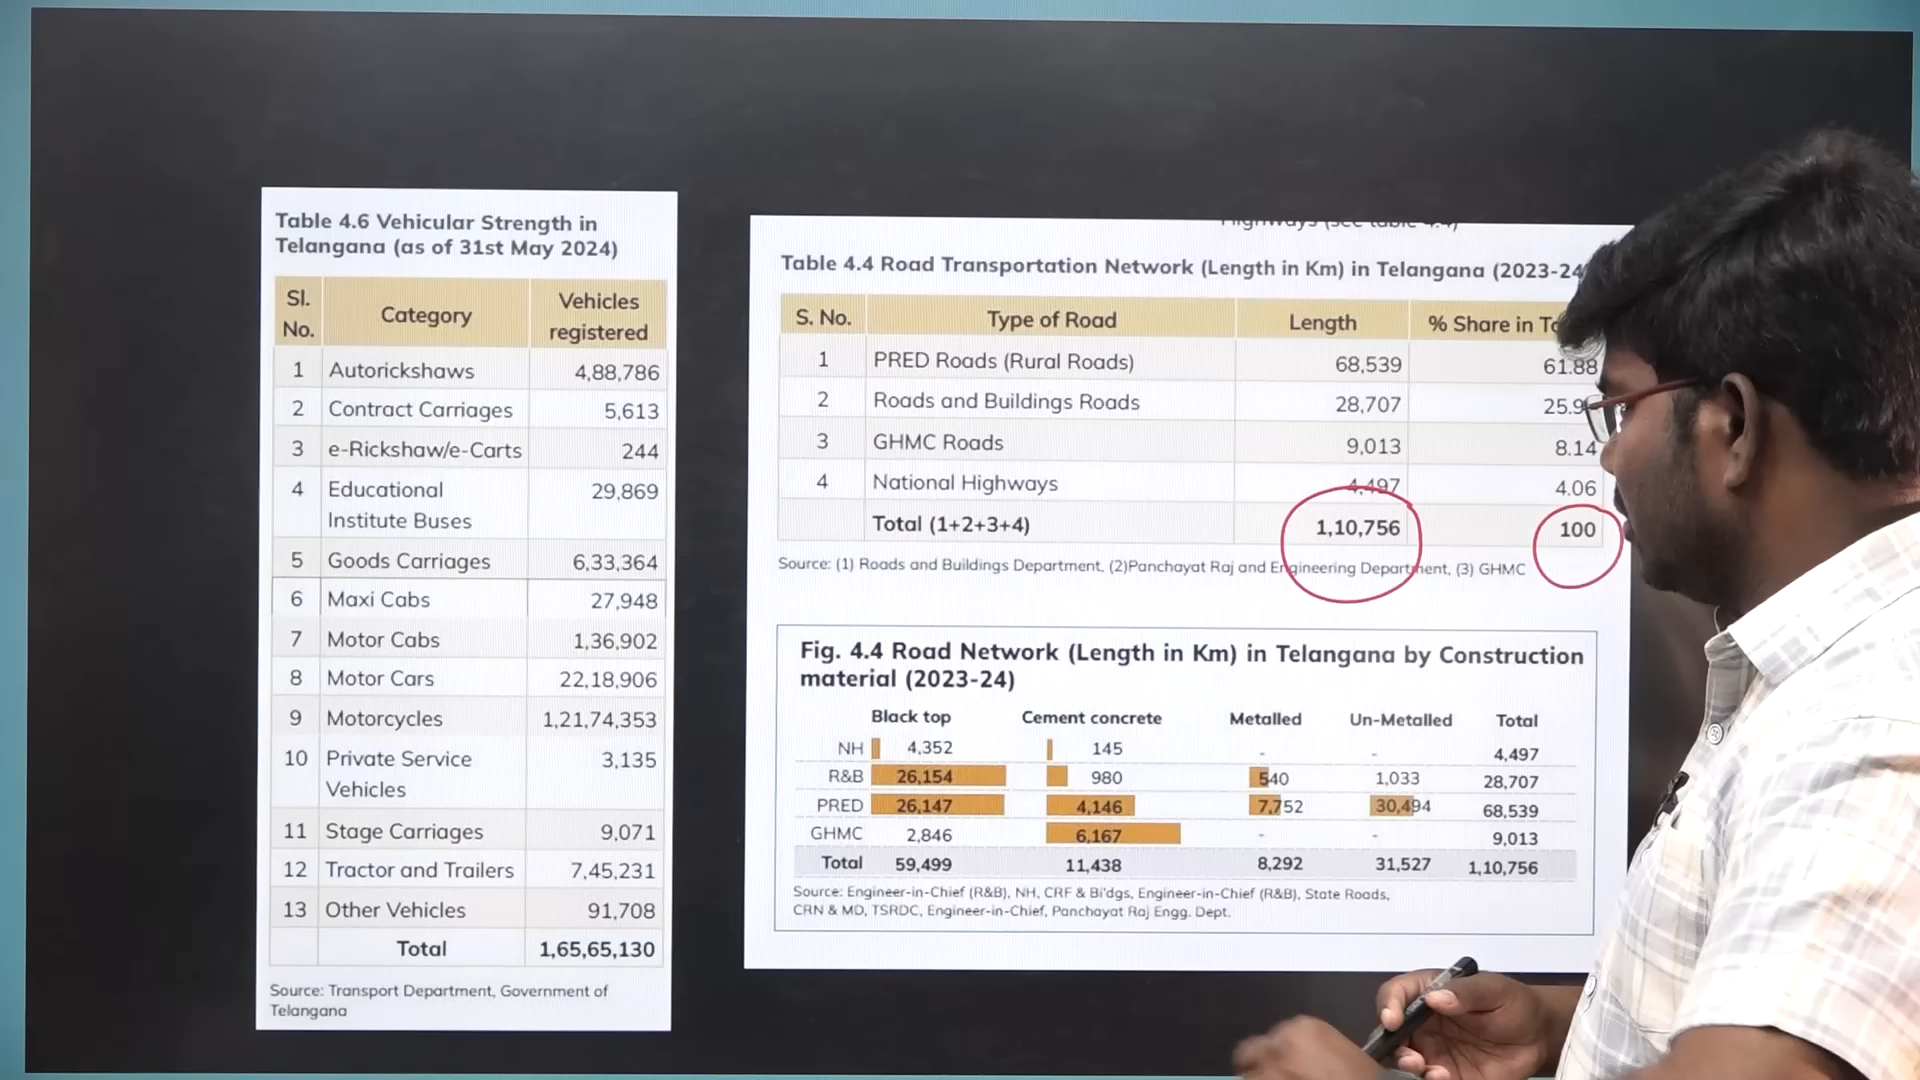 Table 4.6 Vehicular Strength in
Telangana (as of 31st May 2024)
Sl. No. Category Vehicles registered
1 Autorickshaws 4,88,786
2 Contract Carriages 5,613
3 e-Rickshaw/e-Carts 244
4 Educational Institute Buses 29,869
5 Goods Carriages 6,33,364
6 Maxi Cabs 27,948
7 Motor Cabs 1,36,902
8 Motor Cars 22,18,906
9 Motorcycles 1,21,74,353
10 Private Service Vehicles 3,135
11 Stage Carriages 9,071
12 Tractor and Trailers 7,45,231
13 Other Vehicles 91,708
Total 1,65,65,130
Source: Transport Department, Government of
Telangana
Highways (see table 4.4)
Table 4.4 Road Transportation Network (Length in Km) in Telangana (2023-24
S. No. Type of Road Length % Share in
1 PRED Roads (Rural Roads) 68,539 61.88
2 Roads and Buildings Roads 28,707 25.9
3 GHMC Roads 9,013 8.14
4 National Highways 4,497 4.06
Total (1+2+3+4) 1,10,756 100
Source: (1) Roads and Buildings Department, (2)Panchayat Raj and Engineering Department, (3) GHMC
Fig. 4.4 Road Network (Length in Km) in Telangana by Construction
material (2023-24)
Black top Cement concrete Metalled Un-Metalled Total
NH 4,352 145 - - 4,497
R&B 26,154 980 540 1,033 28,707
PRED 26,147 4,146 7,752 30,494 68,539
GHMC 2,846 6,167 - - 9,013
Total 59,499 11,438 8,292 31,527 1,10,756
Source: Engineer-in-Chief (R&B), NH, CRF & Bi'dgs, Engineer-in-Chief (R&B), State Roads,
CRN & MD, TSRDC, Engineer-in-Chief, Panchayat Raj Engg. Dept.